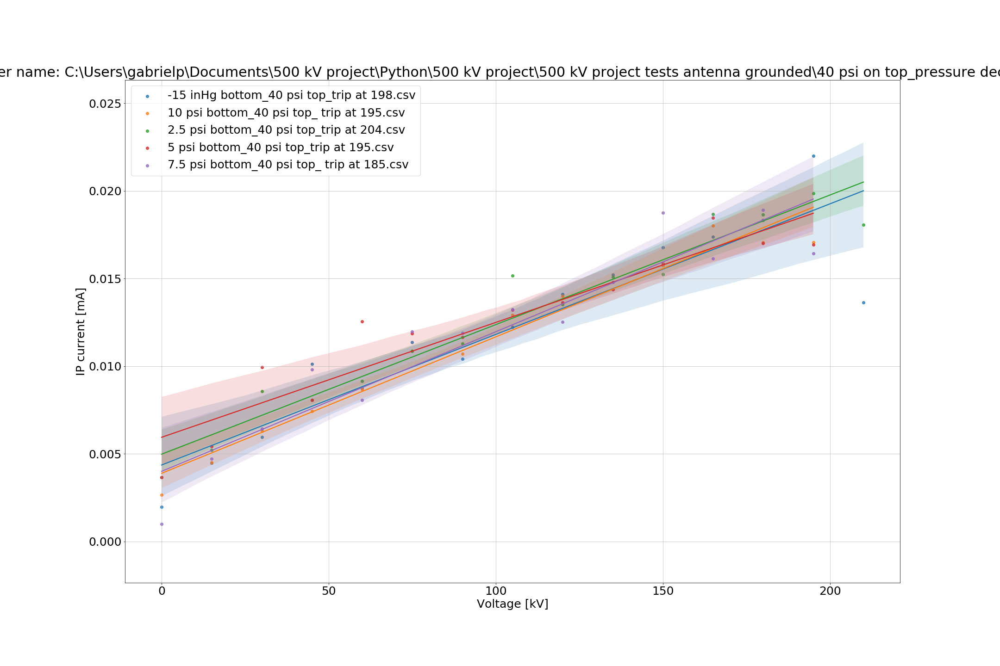 er name: C:\Users\gabrielp\Documents\500 kV project\Python\500 kV project\500 kV project tests antenna grounded\40 psi on top_pressure dec
-15 inHg bottom_40 psi top_trip at 198.csv
10 psi bottom_40 psi top_ trip at 195.csv
2.5 psi bottom_40 psi top_trip at 204.csv
5 psi bottom_40 psi top_trip at 195.csv
7.5 psi bottom_40 psi top_ trip at 185.csv
0.025
0.020
0.015
0.010
0.005
0.000
IP current [mA]
0 50 100 150 200
Voltage [kV]